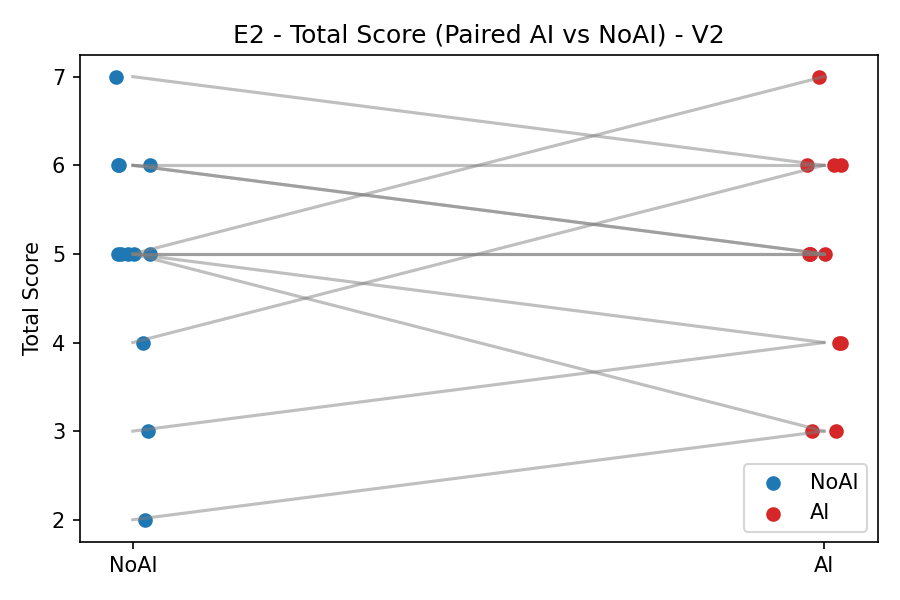 E2 - Total Score (Paired AI vs NoAI) - V2
Total Score
7
6
5
4
3
2
NoAI
AI
NoAI
AI